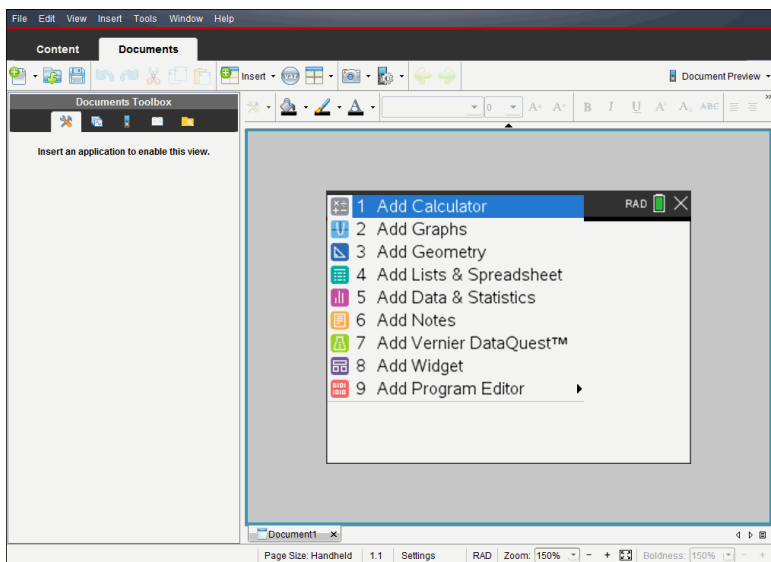 File Edit View Insert Tools Window Help
Content Documents
Insert VAR Document Preview
Documents Toolbox
Insert an application to enable this view.
0 A- A+ B I U A A ABC
RAD
1 Add Calculator
2 Add Graphs
3 Add Geometry
4 Add Lists & Spreadsheet
5 Add Data & Statistics
6 Add Notes
7 Add Vernier DataQuest™
8 Add Widget
9 Add Program Editor
Document1
Page Size: Handheld 1.1 Settings RAD Zoom: 150% - + Boldness: 150% - +